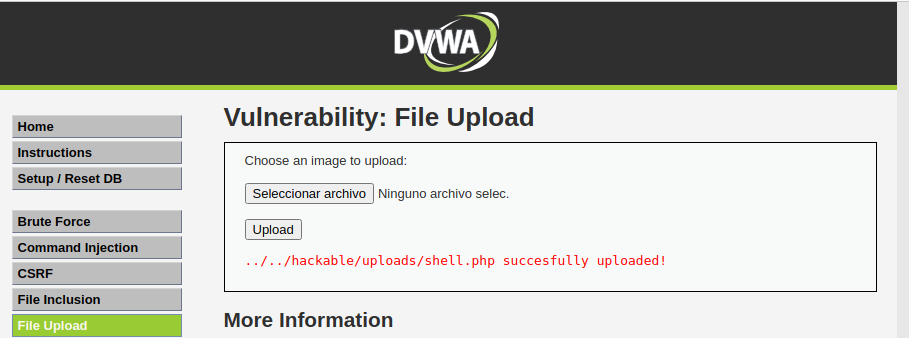 DVWA
Vulnerability: File Upload
Home
Instructions
Setup / Reset DB
Brute Force
Command Injection
CSRF
File Inclusion
File Upload
Choose an image to upload:
Seleccionar archivo Ninguno archivo selec.
Upload
../../hackable/uploads/shell.php succesfully uploaded!
More Information